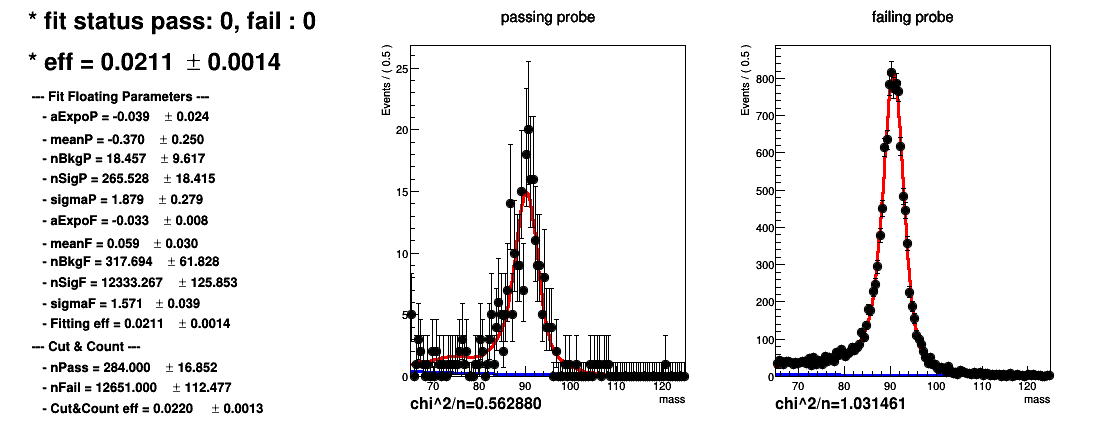 * fit status pass: 0, fail : 0
* eff = 0.0211 ± 0.0014
--- Fit Floating Parameters ---
- aExpoP = -0.039 ± 0.024
- meanP = -0.370 ± 0.250
- nBkgP = 18.457 ± 9.617
- nSigP = 265.528 ± 18.415
- sigmaP = 1.879 ± 0.279
- aExpoF = -0.033 ± 0.008
- meanF = 0.059 ± 0.030
- nBkgF = 317.694 ± 61.828
- nSigF = 12333.267 ± 125.853
- sigmaF = 1.571 ± 0.039
- Fitting eff = 0.0211 ± 0.0014
--- Cut & Count ---
- nPass = 284.000 ± 16.852
- nFail = 12651.000 ± 112.477
- Cut&Count eff = 0.0220 ± 0.0013
passing probe
Events / ( 0.5 )
25
20
15
10
5
0
70 80 90 100 110 120
mass
chi^2/n=0.562880
failing probe
Events / ( 0.5 )
800
700
600
500
400
300
200
100
0
70 80 90 100 110 120
mass
chi^2/n=1.031461